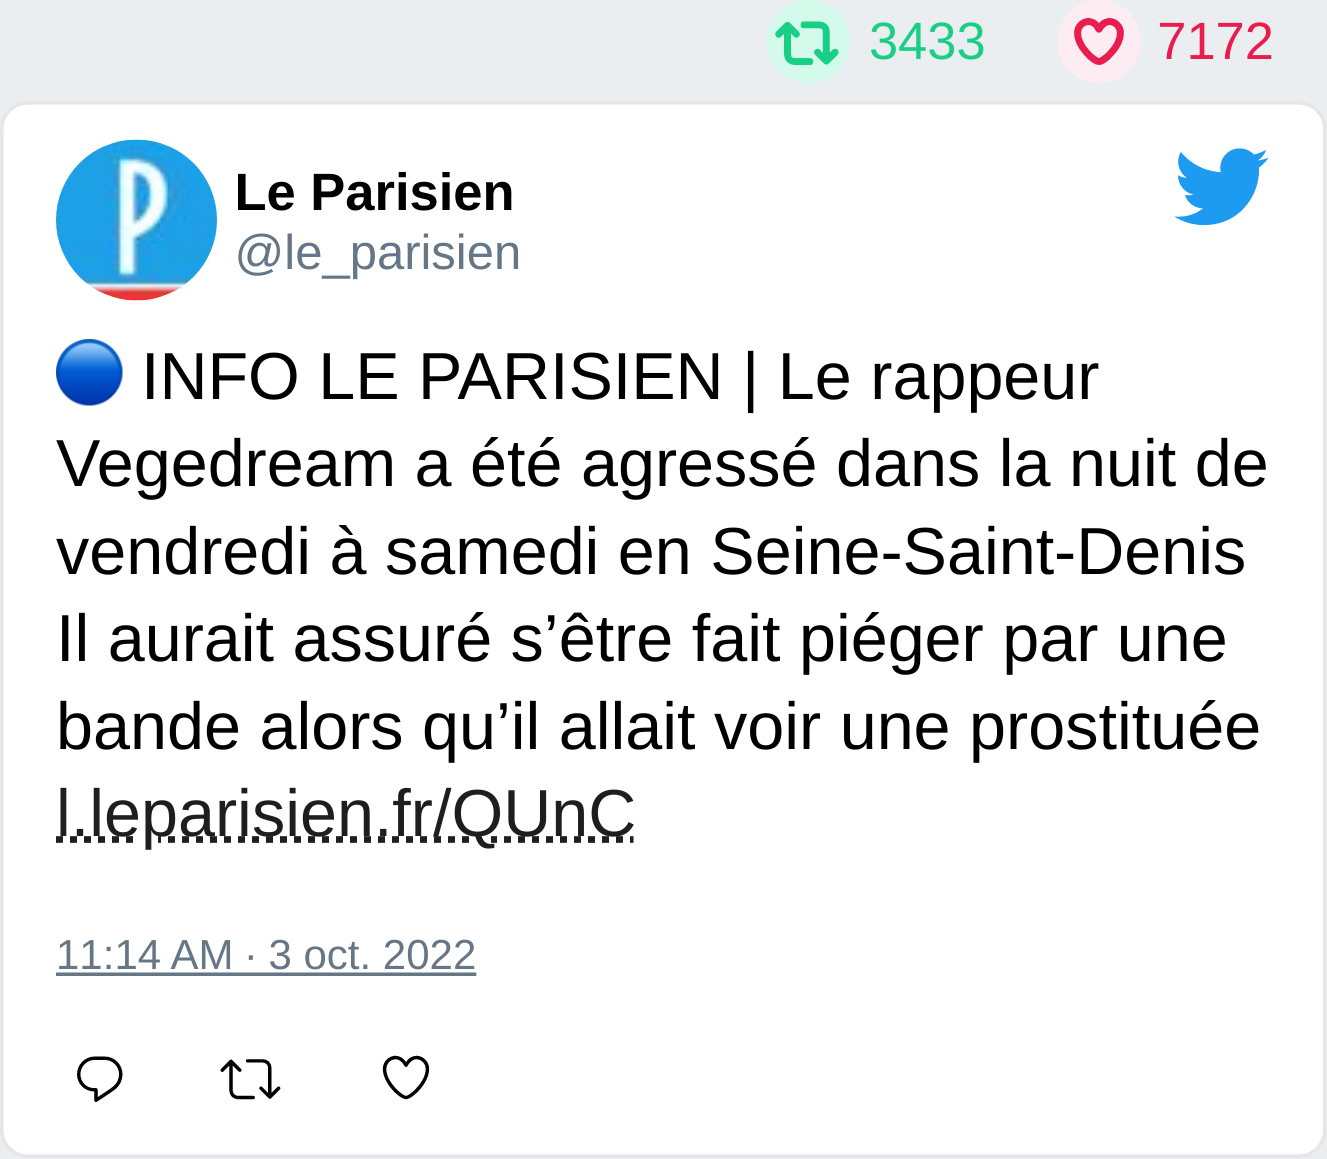 3433 7172
Le Parisien
@le_parisien
🔵 INFO LE PARISIEN | Le rappeur
Vegedream a été agressé dans la nuit de
vendredi à samedi en Seine-Saint-Denis
Il aurait assuré s’être fait piéger par une
bande alors qu’il allait voir une prostituée
l.leparisien.fr/QUnC
11:14 AM · 3 oct. 2022